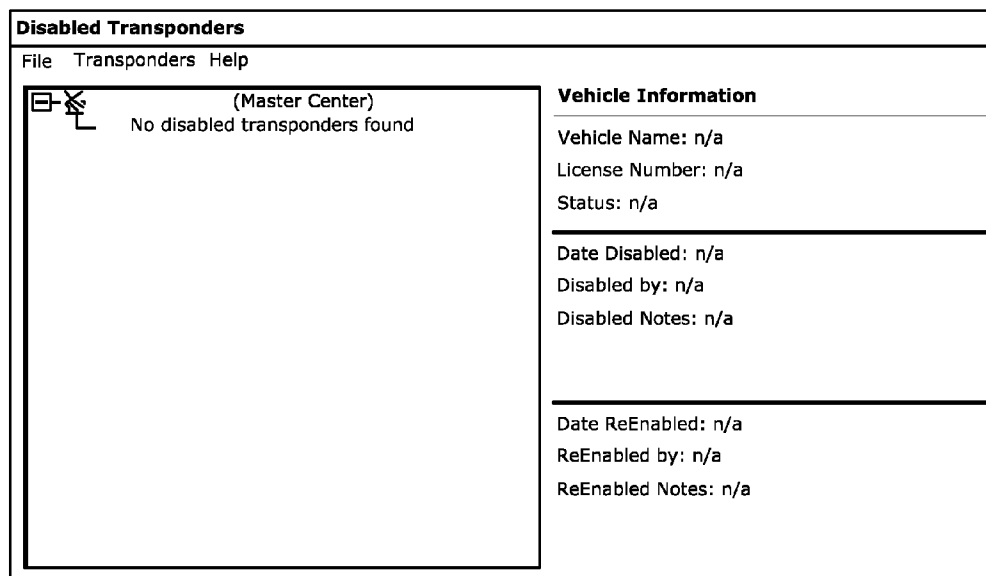 Disabled Transponders
File Transponders Help
(Master Center)
No disabled transponders found
Vehicle Information
Vehicle Name: n/a
License Number: n/a
Status: n/a
Date Disabled: n/a
Disabled by: n/a
Disabled Notes: n/a
Date ReEnabled: n/a
ReEnabled by: n/a
ReEnabled Notes: n/a